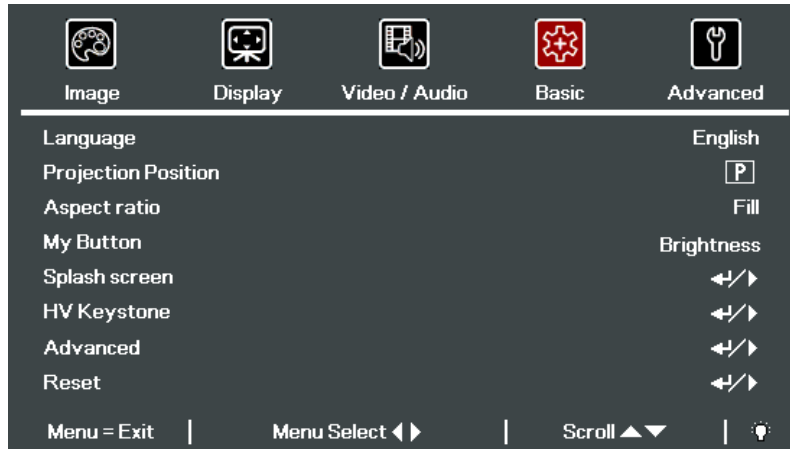 Image Display Video / Audio Basic Advanced
Language English
Projection Position P
Aspect ratio Fill
My Button Brightness
Splash screen
HV Keystone
Advanced
Reset
Menu = Exit | Menu Select | Scroll |